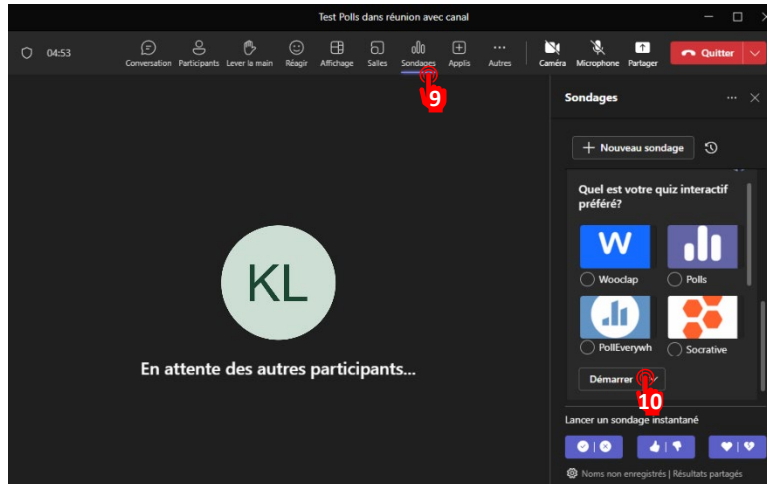 Test Polls dans réunion avec canal
04:53
Conversation Participants Lever la main Réagir Affichage Salles Sondages Applis Autres Caméra Microphone Partager Quitter
9
Sondages
Nouveau sondage
Quel est votre quiz interactif
préféré?
W
Wooclap Polls
PollEverywh Socrative
KL
En attente des autres participants...
Démarrer
10
Lancer un sondage instantané
Noms non enregistrés | Résultats partagés